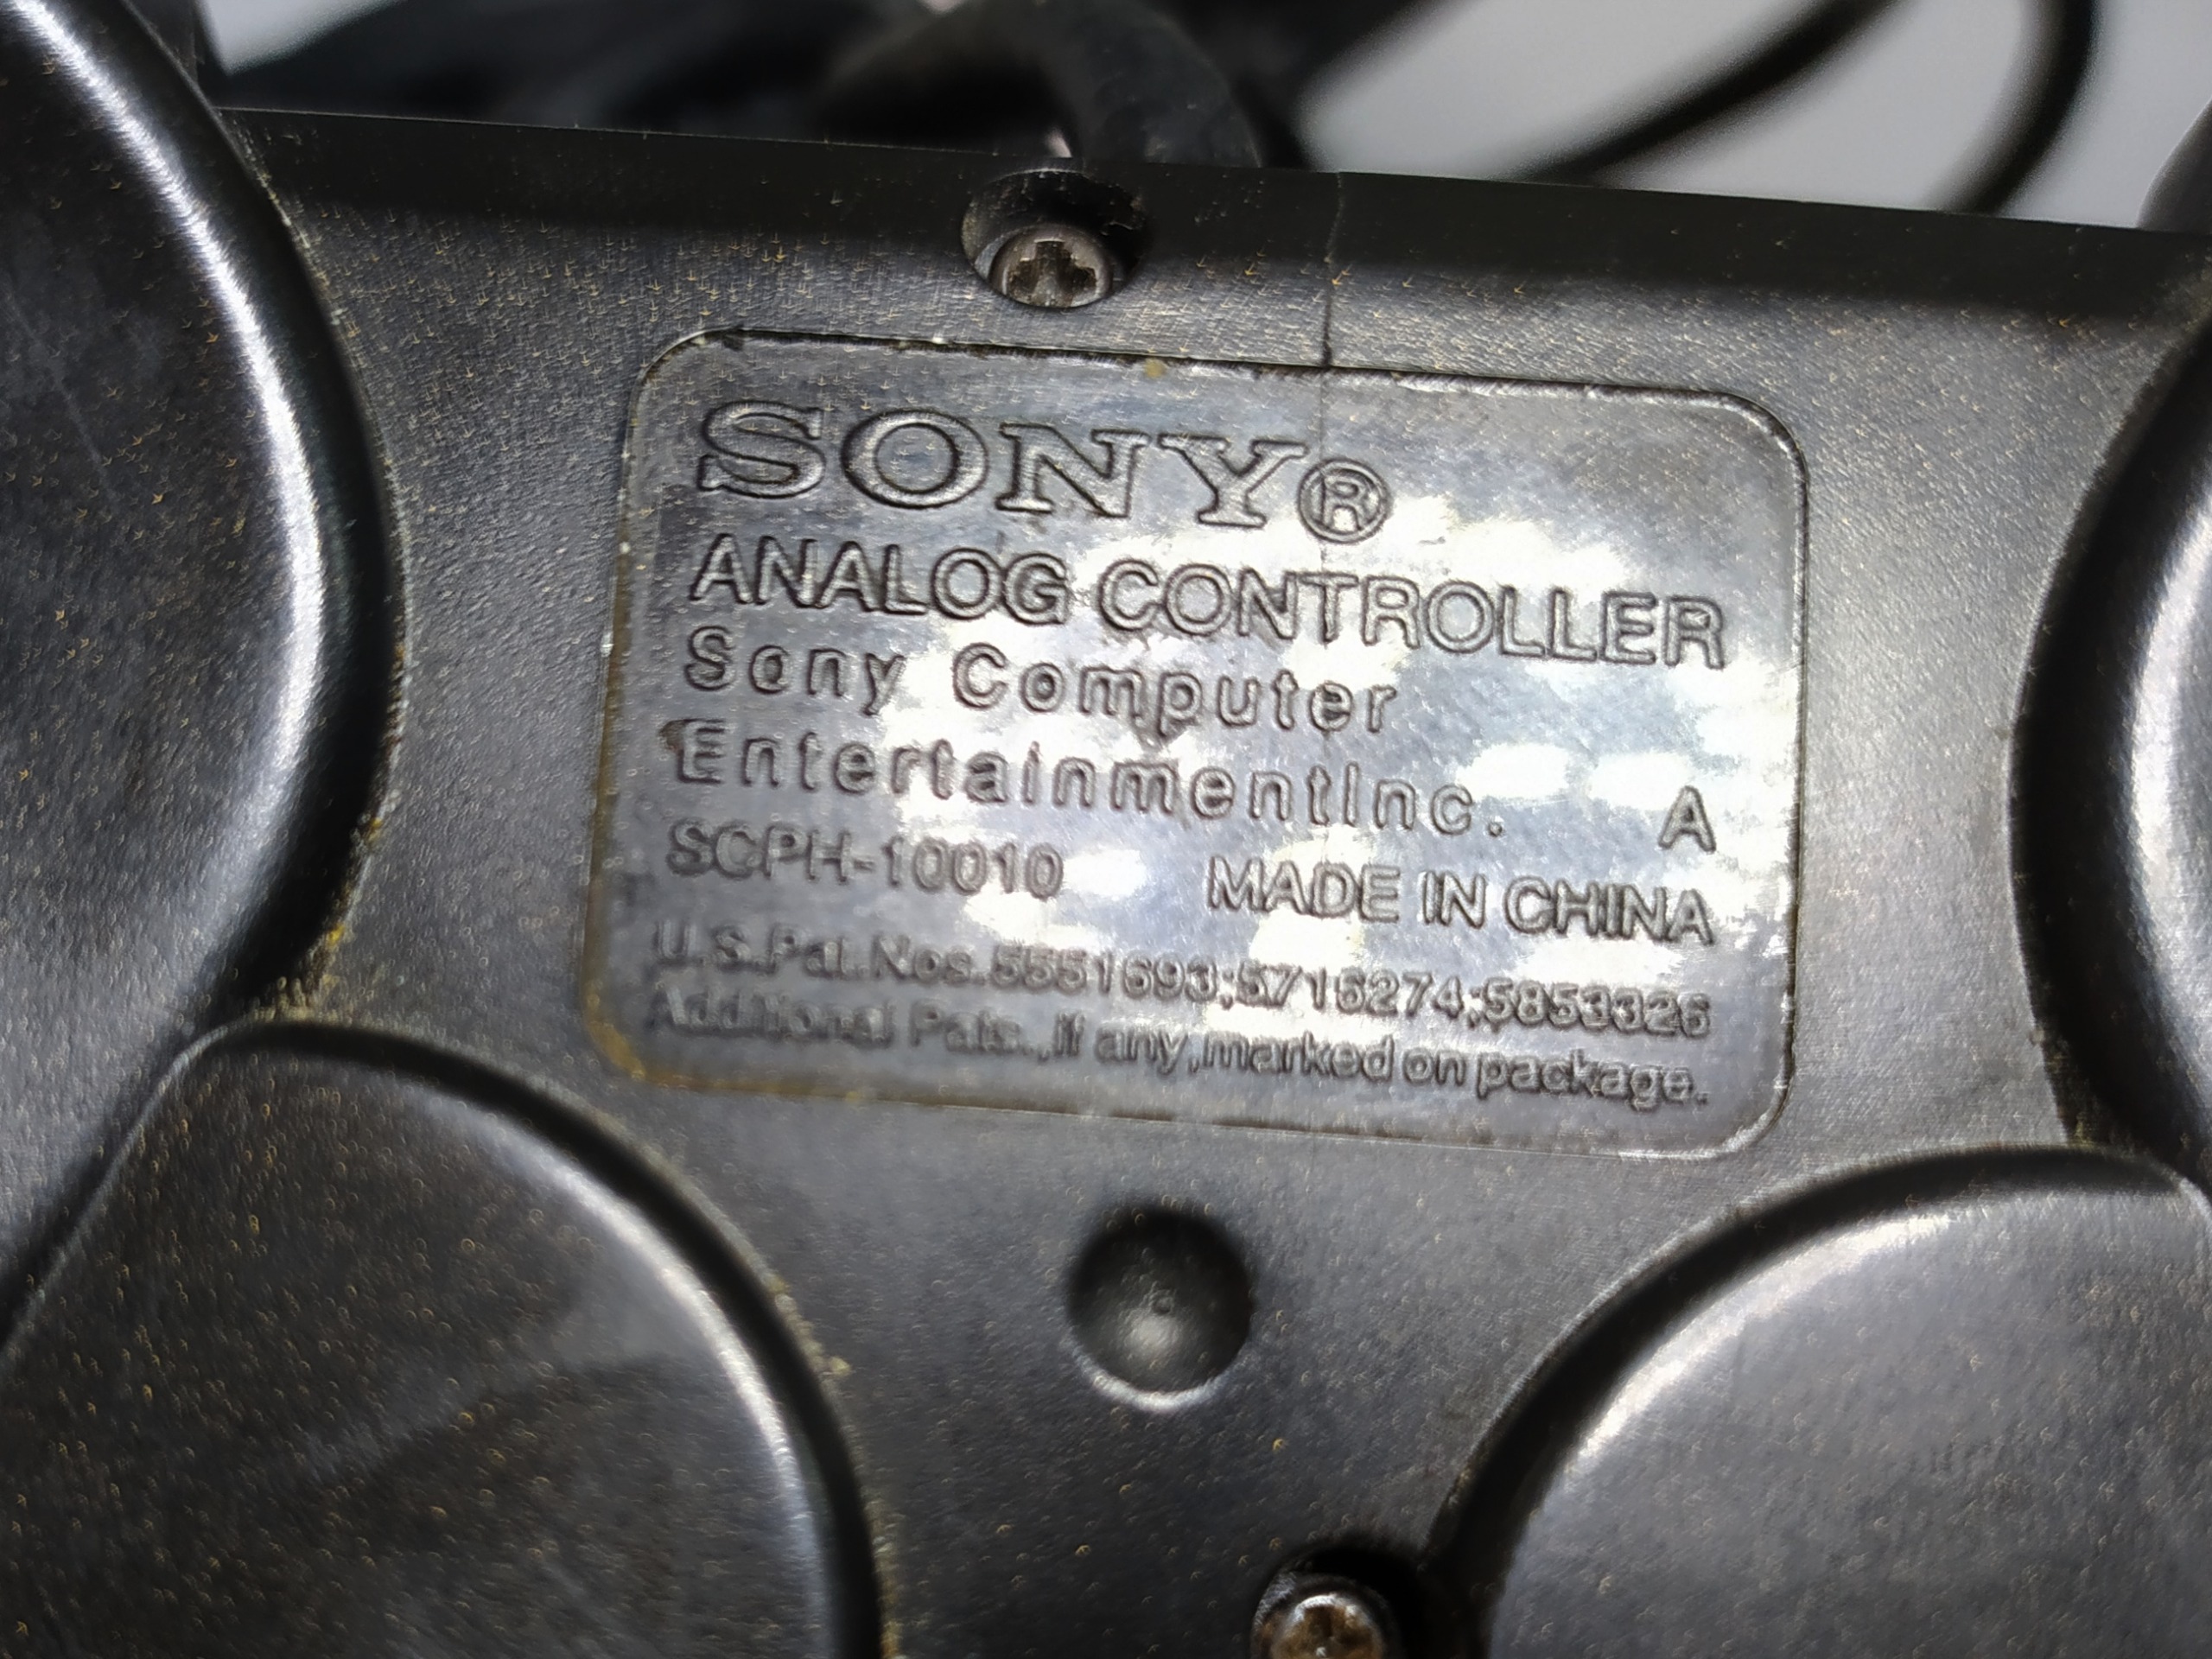 SONY®
ANALOG CONTROLLER
Sony Computer
EntertainmentInc. A
SCPH-10010 MADE IN CHINA
U.S.Pat.Nos.5551693;5716274;5853326
Additional Pats.,if any,marked on package.